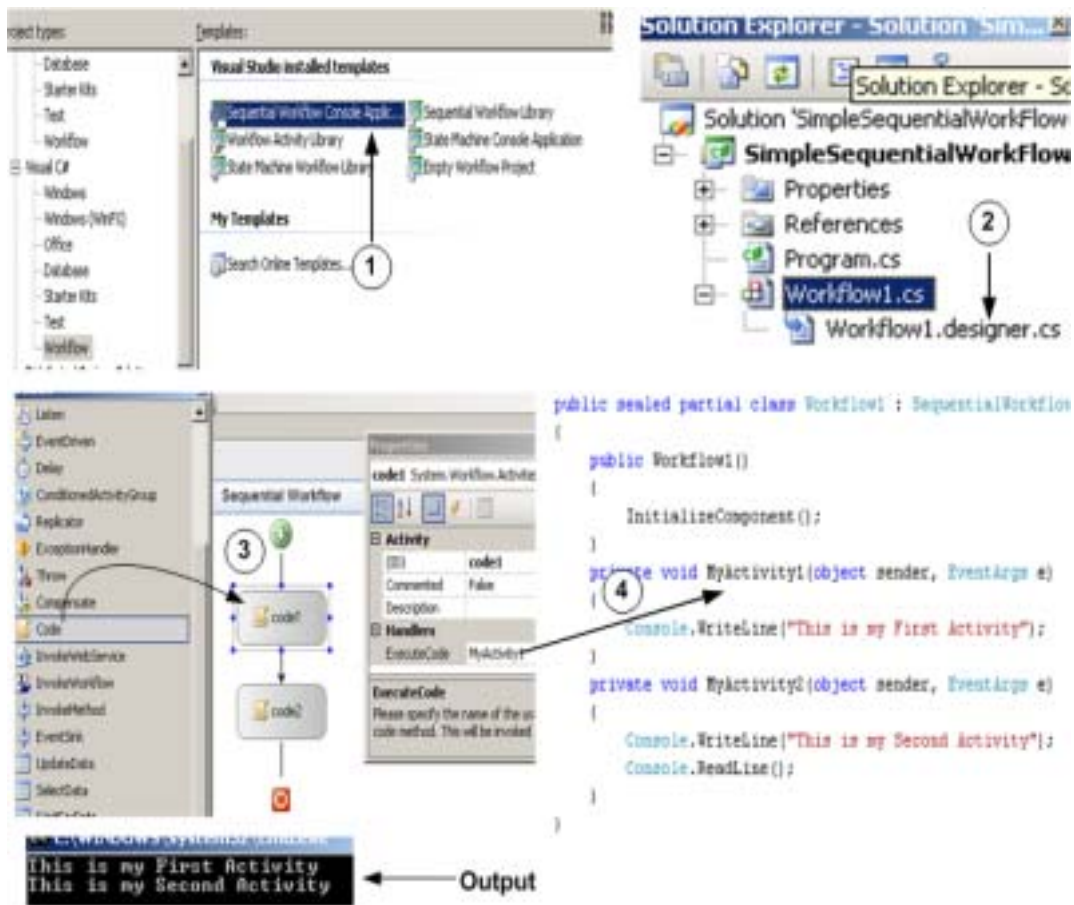 oject types:
Templates:
Database
Starter Kits
Test
Workflow
Visual C#
Windows
Windows (WinFX)
Office
Database
Starter Kits
Test
Workflow
Visual Studio installed templates
Sequential Workflow Console Applic...
Sequential Workflow Library
Workflow Activity Library
State Machine Console Application
State Machine Workflow Library
Empty Workflow Project
My Templates
Search Online Templates...
1
Solution Explorer - Solution 'Sim...
Solution Explorer - So
Solution 'SimpleSequentialWorkFlow
SimpleSequentialWorkFlow
Properties
References
2
Program.cs
Workflow1.cs
Workflow1.designer.cs
Listen
EventDriven
Delay
ConditionedActivityGroup
Replicator
ExceptionHandler
Throw
Compensate
Code
InvokeWebService
InvokeWorkflow
InvokeMethod
EventSink
UpdateData
SelectData
Sequential Workflow
3
code1
code2
Properties
code1 System.Workflow.Activities
Activity
(ID) code1
Commented False
Description
Handlers
ExecuteCode MyActivity1
ExecuteCode
Please specify the name of the us
code method. This will be invoked
4
public sealed partial class Workflow1 : SequentialWorkflow
{
public Workflow1()
{
InitializeComponent();
}
private void MyActivity1(object sender, EventArgs e)
{
Console.WriteLine("This is my First Activity");
}
private void MyActivity2(object sender, EventArgs e)
{
Console.WriteLine("This is my Second Activity");
Console.ReadLine();
}
}
This is my First Activity
This is my Second Activity
Output